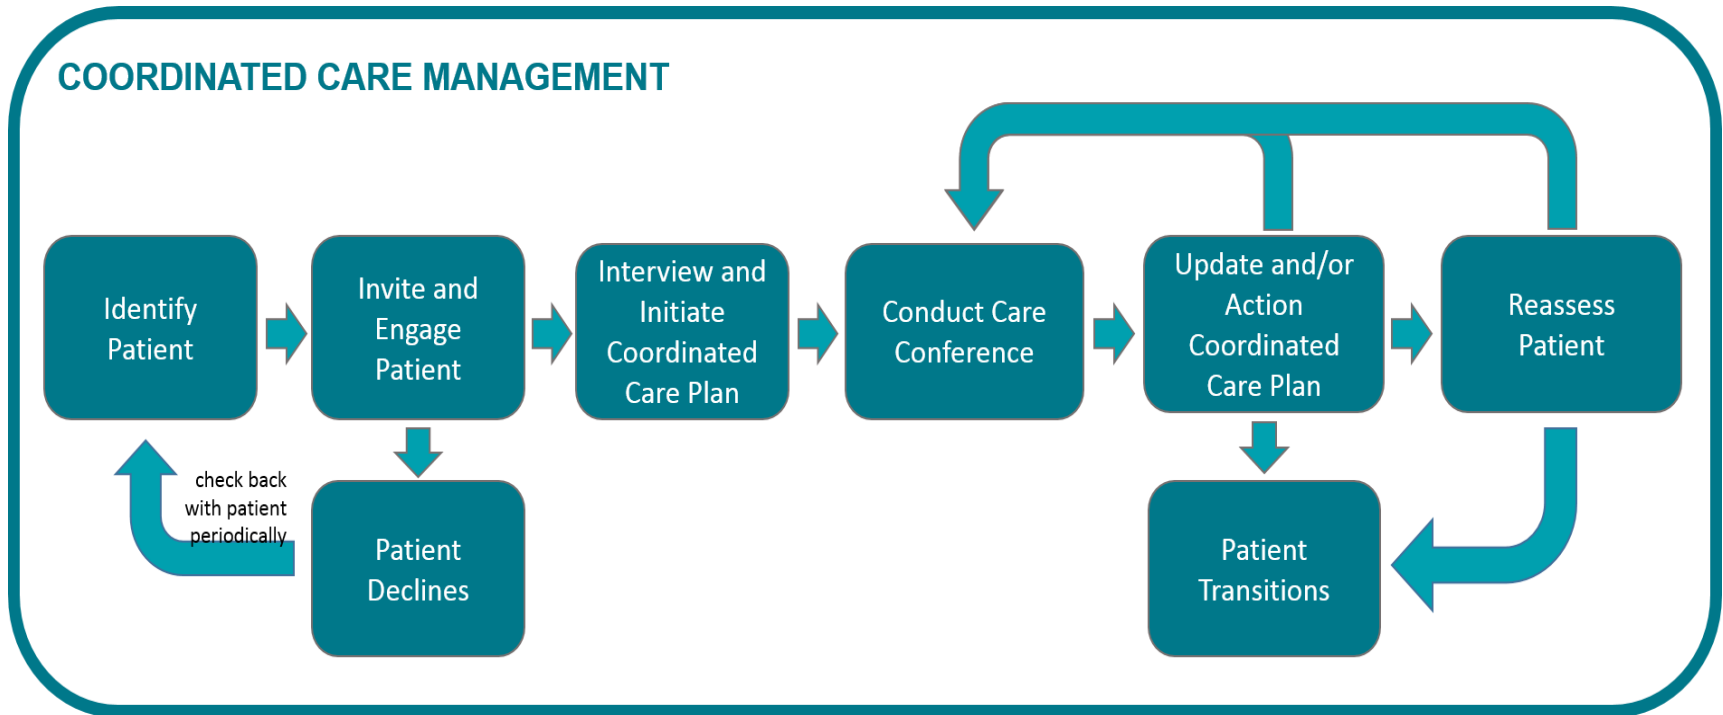 COORDINATED CARE MANAGEMENT
Identify
Patient
Invite and
Engage
Patient
Interview and
Initiate
Coordinated
Care Plan
Conduct Care
Conference
Update and/or
Action
Coordinated
Care Plan
Reassess
Patient
check back
with patient
periodically
Patient
Declines
Patient
Transitions